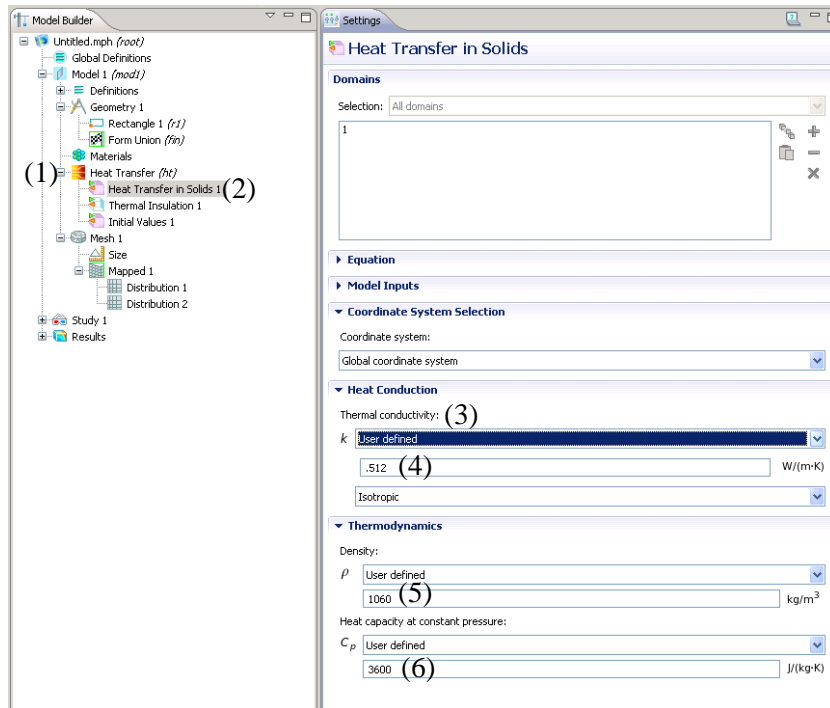 Model Builder
Untitled.mph (root)
Global Definitions
Model 1 (mod1)
Definitions
Geometry 1
Rectangle 1 (r1)
Form Union (fin)
Materials
(1) Heat Transfer (ht)
Heat Transfer in Solids 1 (2)
Thermal Insulation 1
Initial Values 1
Mesh 1
Size
Mapped 1
Distribution 1
Distribution 2
Study 1
Results
Settings
Heat Transfer in Solids
Domains
Selection: All domains
1
Equation
Model Inputs
Coordinate System Selection
Coordinate system:
Global coordinate system
Heat Conduction
Thermal conductivity: (3)
k User defined
.512 (4) W/(m·K)
Isotropic
Thermodynamics
Density:
ρ User defined
1060 (5) kg/m³
Heat capacity at constant pressure:
Cp User defined
3600 (6) J/(kg·K)